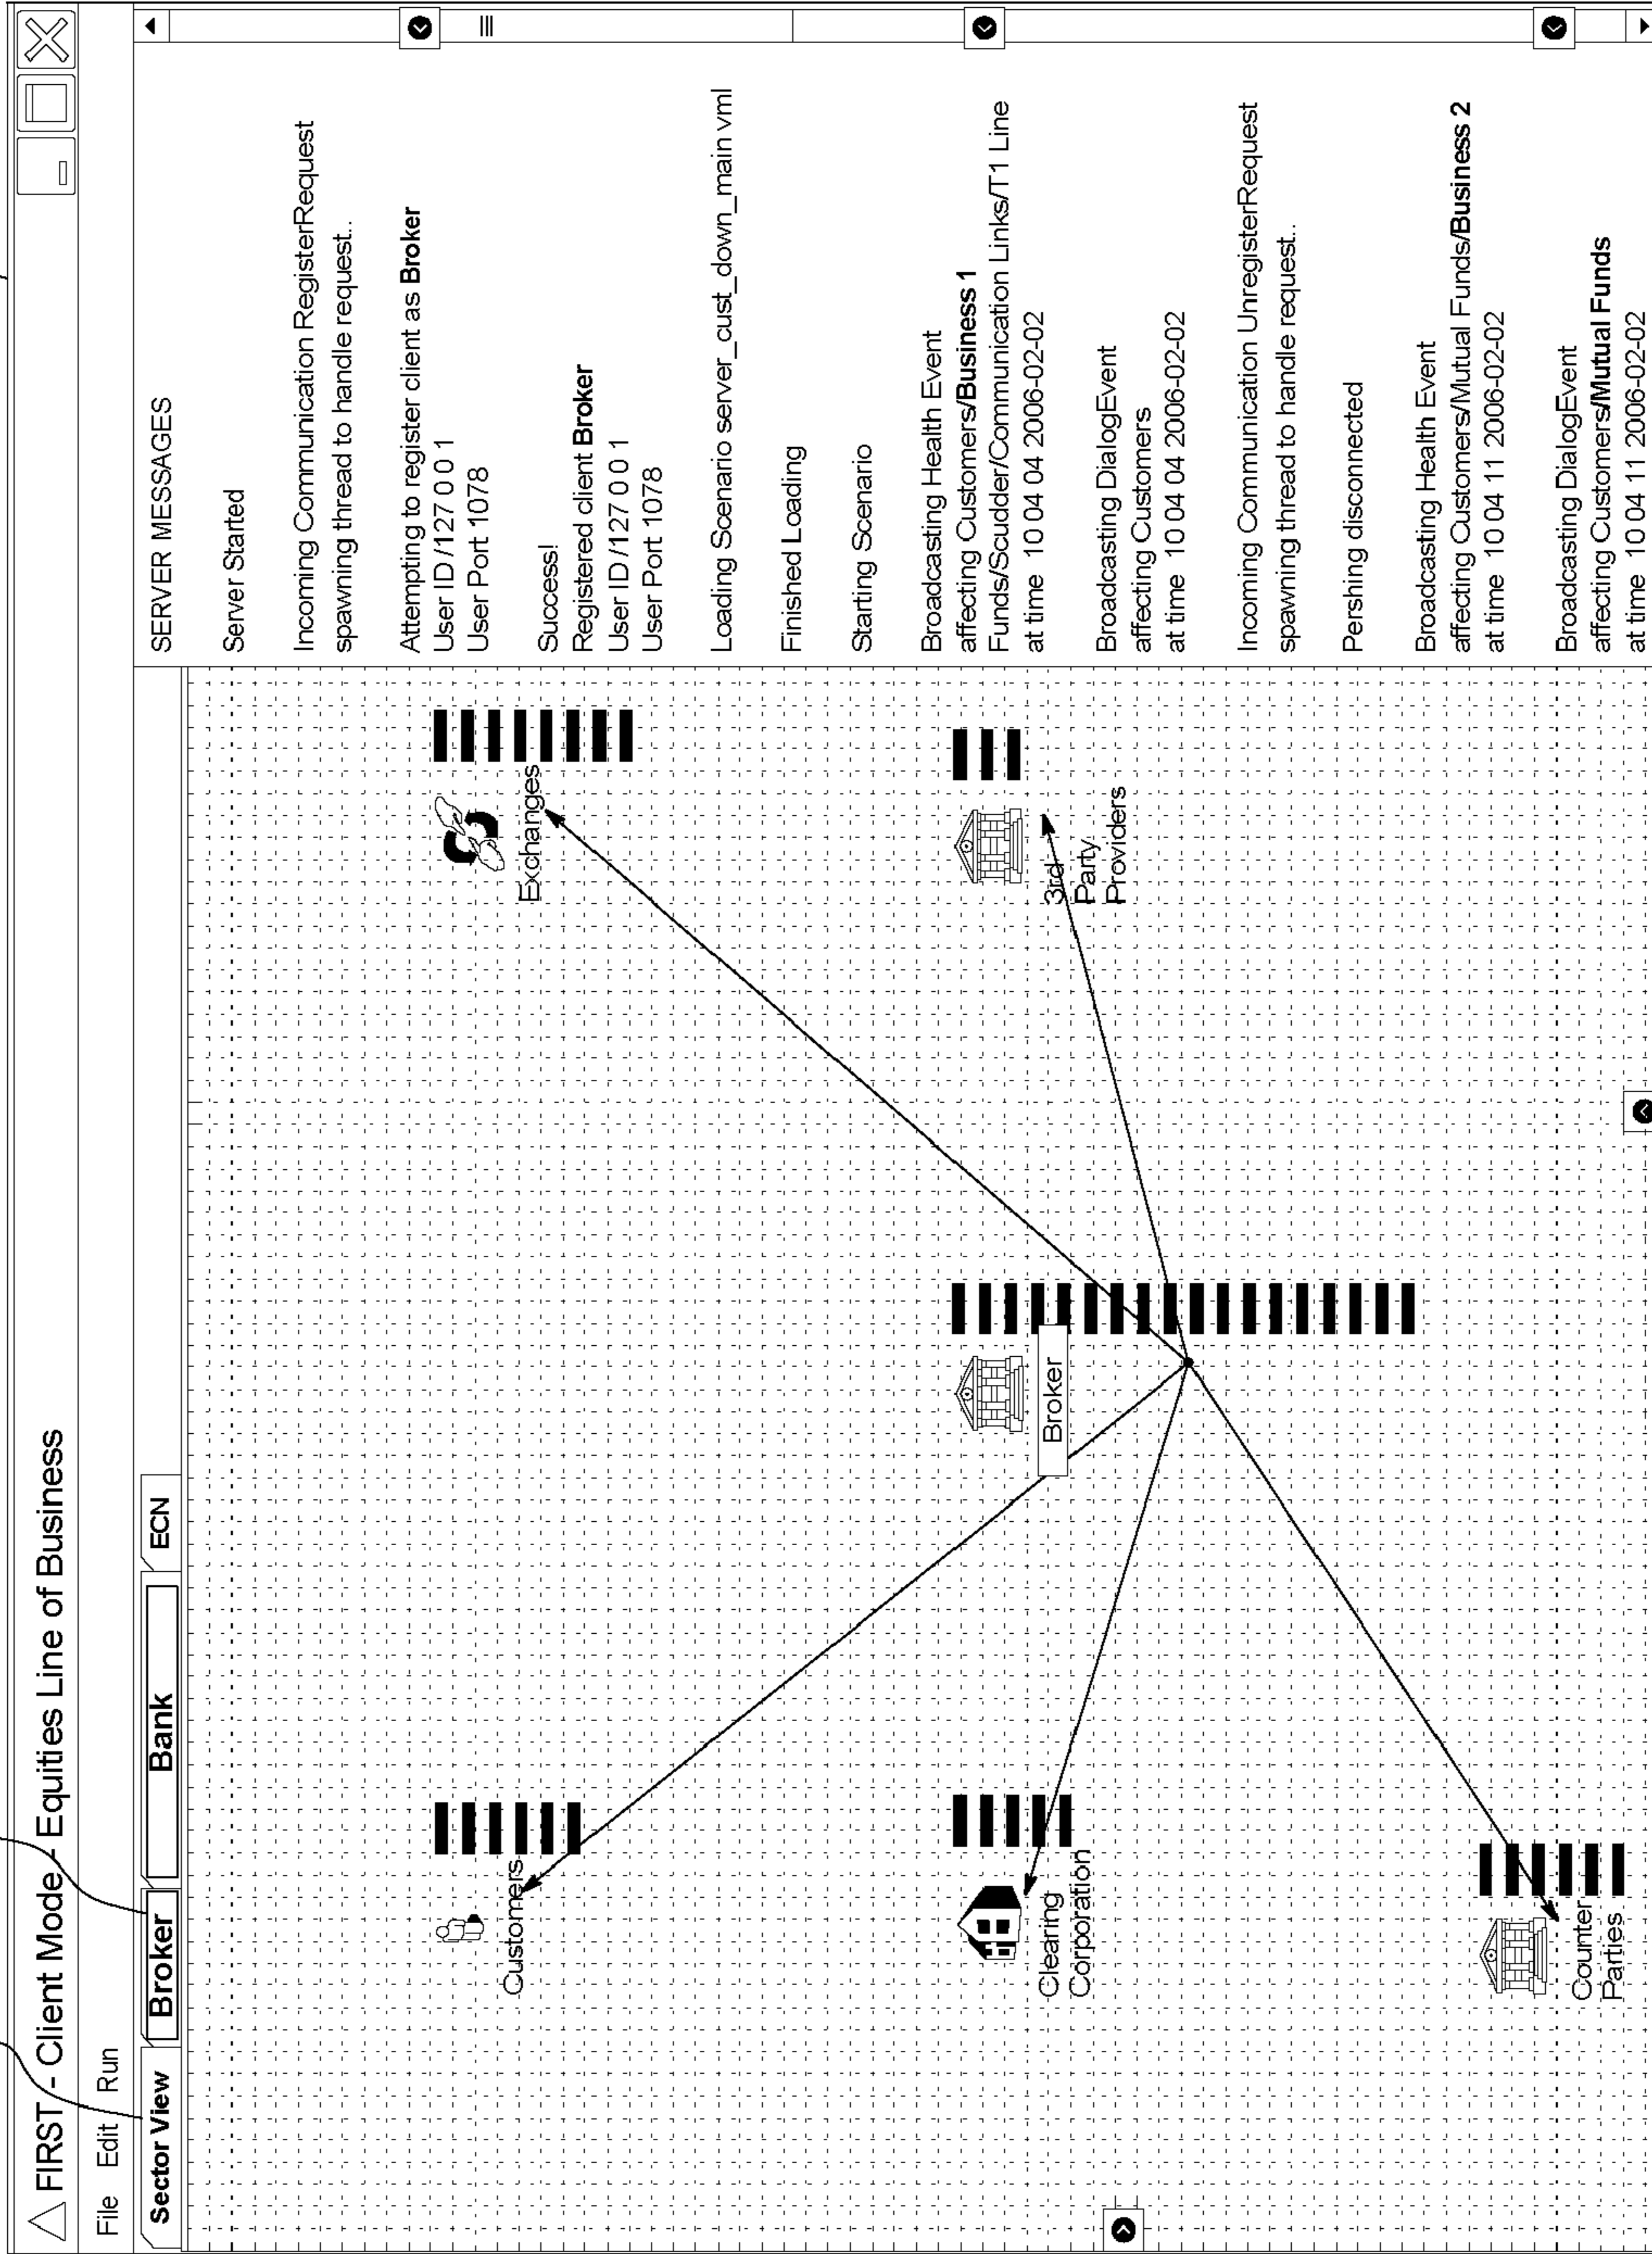 FIRST - Client Mode - Equities Line of Business
File Edit Run
Sector View Broker Bank ECN
Customers
Exchanges
Broker
Clearing
Corporation
3rd
Party
Providers
Counter
Parties
SERVER MESSAGES
Server Started
Incoming Communication RegisterRequest
spawning thread to handle request..
Attempting to register client as Broker
User ID /127 0 0 1
User Port 1078
Success!
Registered client Broker
User ID /127 0 0 1
User Port 1078
Loading Scenario server_cust_down_main vml
Finished Loading
Starting Scenario
Broadcasting Health Event
affecting Customers/Business 1
Funds/Scudder/Communication Links/T1 Line
at time 10 04 04 2006-02-02
Broadcasting DialogEvent
affecting Customers
at time 10 04 04 2006-02-02
Incoming Communication UnregisterRequest
spawning thread to handle request..
Pershing disconnected
Broadcasting Health Event
affecting Customers/Mutual Funds/Business 2
at time 10 04 11 2006-02-02
Broadcasting DialogEvent
affecting Customers/Mutual Funds
at time 10 04 11 2006-02-02